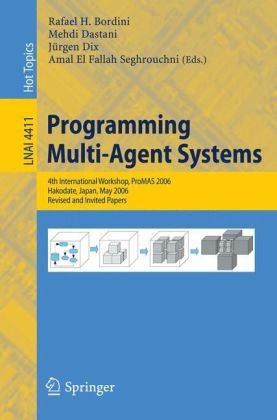 Rafael H. Bordini
Mehdi Dastani
Jürgen Dix
Amal El Fallah Seghrouchni (Eds.)
Hot Topics
LNAI 4411
Programming
Multi-Agent Systems
4th International Workshop, ProMAS 2006
Hakodate, Japan, May 2006
Revised and Invited Papers
Springer